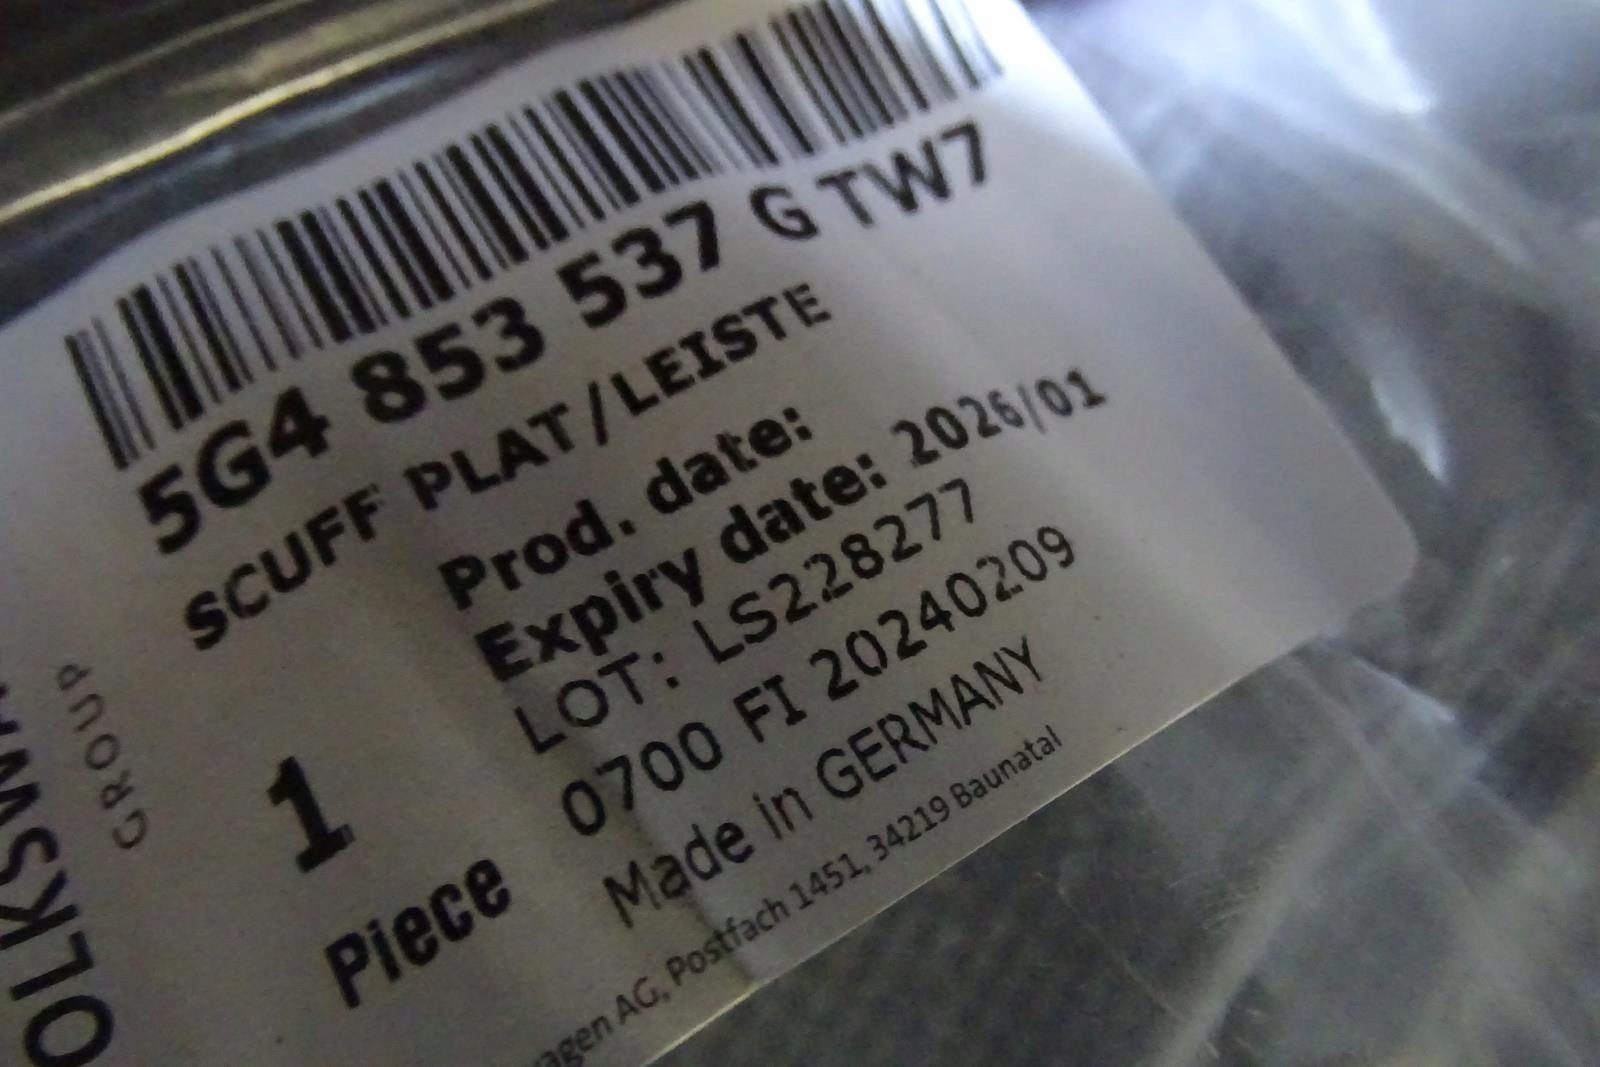 5G4 853 537 G TW7
SCUFF PLAT/LEISTE
Prod. date:
Expiry date: 2026/01
LOT: LS228277
0700 FI 20240209
Made in GERMANY
agen AG, Postfach 1451, 34219 Baunatal
1
Piece
OLKSWA
GROUP